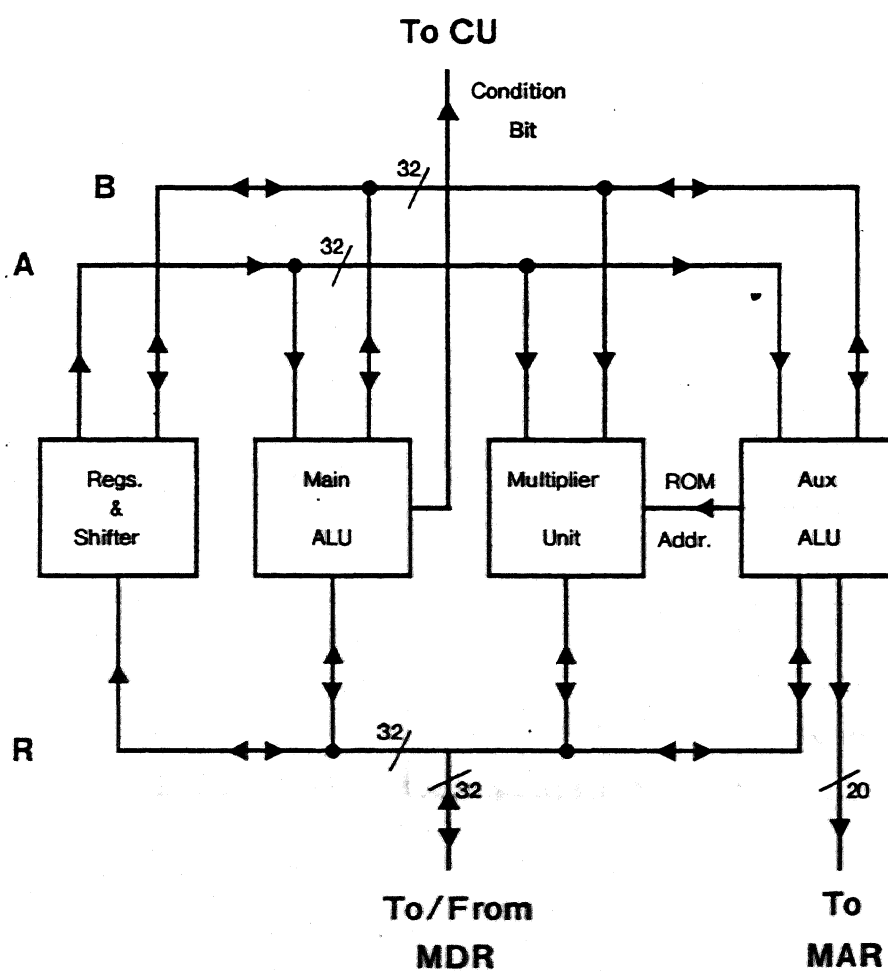 To CU
Condition
Bit
B
32
A
32
Regs.
&
Shifter
Main
ALU
Multiplier
Unit
ROM
Addr.
Aux
ALU
R
32
32
20
To/From
MDR
To
MAR